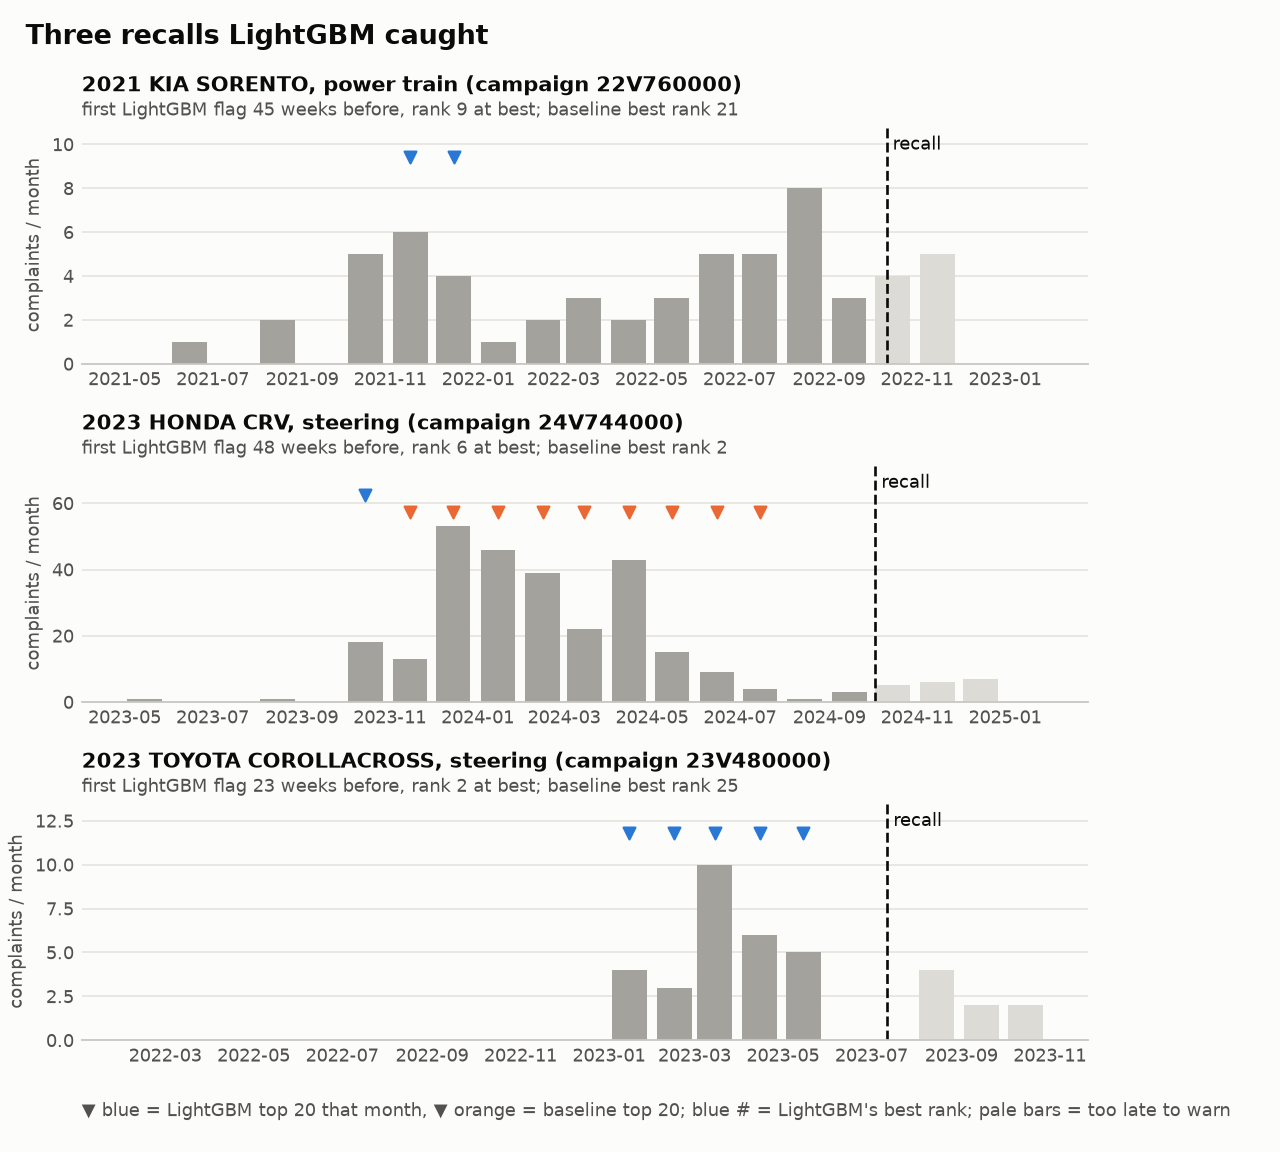 Three recalls LightGBM caught
2021 KIA SORENTO, power train (campaign 22V760000)
first LightGBM flag 45 weeks before, rank 9 at best; baseline best rank 21
complaints / month
10
8
6
4
2
0
recall
2021-05 2021-07 2021-09 2021-11 2022-01 2022-03 2022-05 2022-07 2022-09 2022-11 2023-01
2023 HONDA CRV, steering (campaign 24V744000)
first LightGBM flag 48 weeks before, rank 6 at best; baseline best rank 2
complaints / month
60
40
20
0
recall
2023-05 2023-07 2023-09 2023-11 2024-01 2024-03 2024-05 2024-07 2024-09 2024-11 2025-01
2023 TOYOTA COROLLACROSS, steering (campaign 23V480000)
first LightGBM flag 23 weeks before, rank 2 at best; baseline best rank 25
complaints / month
12.5
10.0
7.5
5.0
2.5
0.0
recall
2022-03 2022-05 2022-07 2022-09 2022-11 2023-01 2023-03 2023-05 2023-07 2023-09 2023-11
▼ blue = LightGBM top 20 that month, ▼ orange = baseline top 20; blue # = LightGBM's best rank; pale bars = too late to warn